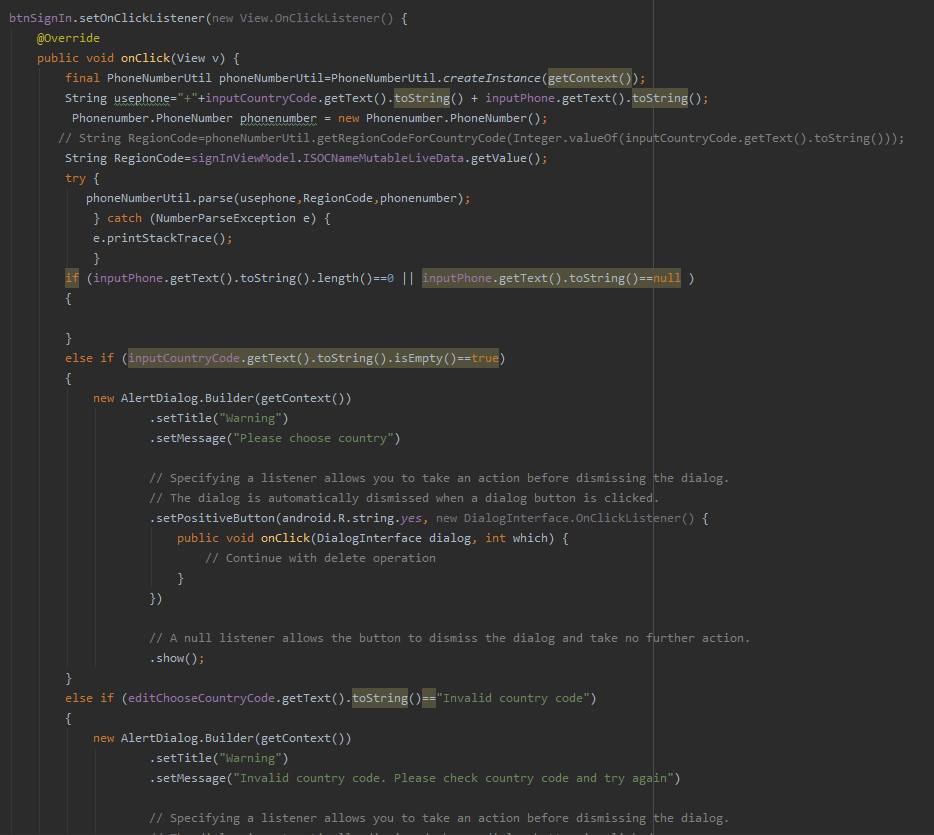 btnSignIn.setOnClickListener(new View.OnClickListener() {
@Override
public void onClick(View v) {
final PhoneNumberUtil phoneNumberUtil=PhoneNumberUtil.createInstance(getContext());
String usephone="+"+inputCountryCode.getText().toString() + inputPhone.getText().toString();
Phonenumber.PhoneNumber phonenumber = new Phonenumber.PhoneNumber();
// String RegionCode=phoneNumberUtil.getRegionCodeForCountryCode(Integer.valueOf(inputCountryCode.getText().toString()));
String RegionCode=signInViewModel.ISOCNameMutableLiveData.getValue();
try {
phoneNumberUtil.parse(usephone,RegionCode,phonenumber);
} catch (NumberParseException e) {
e.printStackTrace();
}
if (inputPhone.getText().toString().length()==0 || inputPhone.getText().toString()==null )
{
}
else if (inputCountryCode.getText().toString().isEmpty()==true)
{
new AlertDialog.Builder(getContext())
.setTitle("Warning")
.setMessage("Please choose country")
// Specifying a listener allows you to take an action before dismissing the dialog.
// The dialog is automatically dismissed when a dialog button is clicked.
.setPositiveButton(android.R.string.yes, new DialogInterface.OnClickListener() {
public void onClick(DialogInterface dialog, int which) {
// Continue with delete operation
}
})
// A null listener allows the button to dismiss the dialog and take no further action.
.show();
}
else if (editChooseCountryCode.getText().toString()=="Invalid country code")
{
new AlertDialog.Builder(getContext())
.setTitle("Warning")
.setMessage("Invalid country code. Please check country code and try again")
// Specifying a listener allows you to take an action before dismissing the dialog.